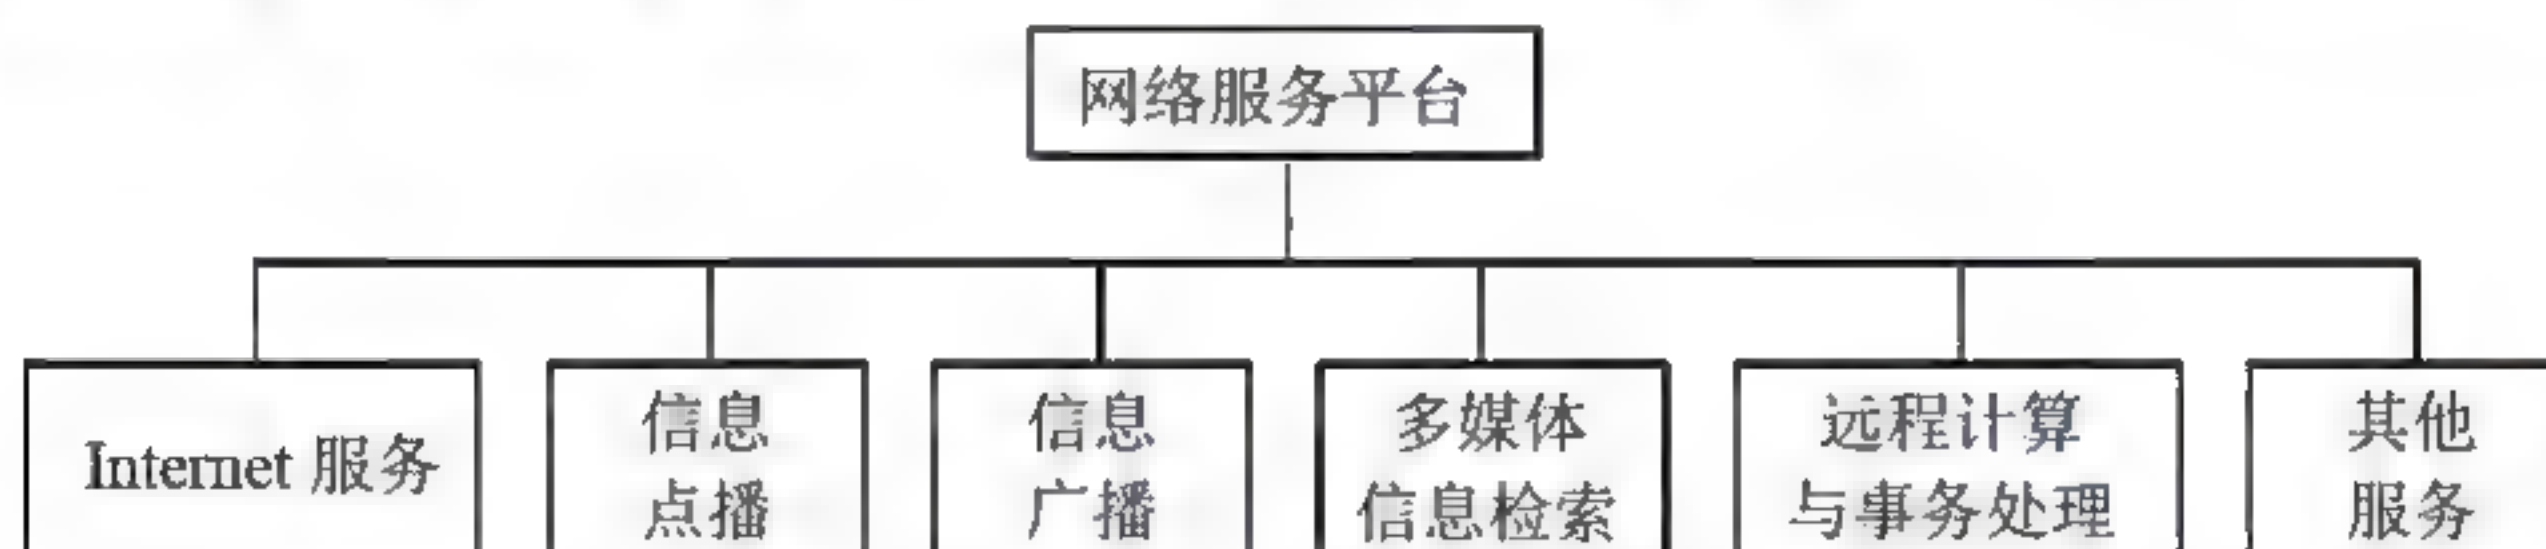 网络服务平台
Internet 服务
信息
点播
信息
广播
多媒体
信息检索
远程计算
与事务处理
其他
服务